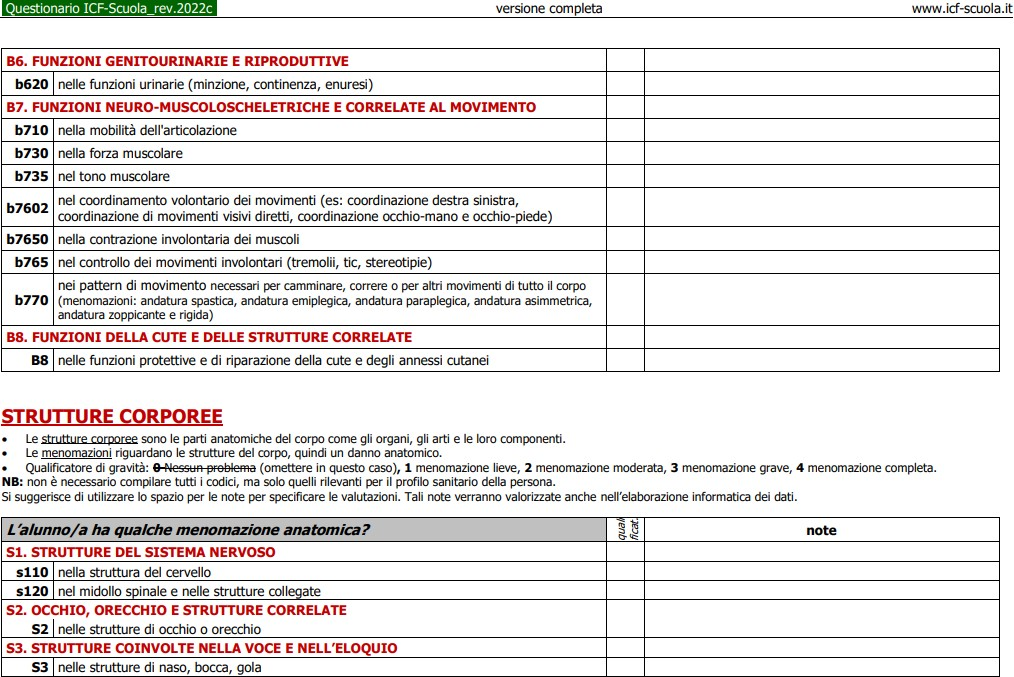 Questionario ICF-Scuola_rev.2022c versione completa www.icf-scuola.it
B6. FUNZIONI GENITOURINARIE E RIPRODUTTIVE
b620 nelle funzioni urinarie (minzione, continenza, enuresi)
B7. FUNZIONI NEURO-MUSCOLOSCHELETRICHE E CORRELATE AL MOVIMENTO
b710 nella mobilità dell'articolazione
b730 nella forza muscolare
b735 nel tono muscolare
b7602 nel coordinamento volontario dei movimenti (es: coordinazione destra sinistra,
coordinazione di movimenti visivi diretti, coordinazione occhio-mano e occhio-piede)
b7650 nella contrazione involontaria dei muscoli
b765 nel controllo dei movimenti involontari (tremolii, tic, stereotipie)
b770 nei pattern di movimento necessari per camminare, correre o per altri movimenti di tutto il corpo
(menomazioni: andatura spastica, andatura emiplegica, andatura paraplegica, andatura asimmetrica,
andatura zoppicante e rigida)
B8. FUNZIONI DELLA CUTE E DELLE STRUTTURE CORRELATE
B8 nelle funzioni protettive e di riparazione della cute e degli annessi cutanei
STRUTTURE CORPOREE
• Le strutture corporee sono le parti anatomiche del corpo come gli organi, gli arti e le loro componenti.
• Le menomazioni riguardano le strutture del corpo, quindi un danno anatomico.
• Qualificatore di gravità: 0 Nessun problema (omettere in questo caso), 1 menomazione lieve, 2 menomazione moderata, 3 menomazione grave, 4 menomazione completa.
NB: non è necessario compilare tutti i codici, ma solo quelli rilevanti per il profilo sanitario della persona.
Si suggerisce di utilizzare lo spazio per le note per specificare le valutazioni. Tali note verranno valorizzate anche nell'elaborazione informatica dei dati.
L'alunno/a ha qualche menomazione anatomica? quali ficat. note
S1. STRUTTURE DEL SISTEMA NERVOSO
s110 nella struttura del cervello
s120 nel midollo spinale e nelle strutture collegate
S2. OCCHIO, ORECCHIO E STRUTTURE CORRELATE
S2 nelle strutture di occhio o orecchio
S3. STRUTTURE COINVOLTE NELLA VOCE E NELL'ELOQUIO
S3 nelle strutture di naso, bocca, gola